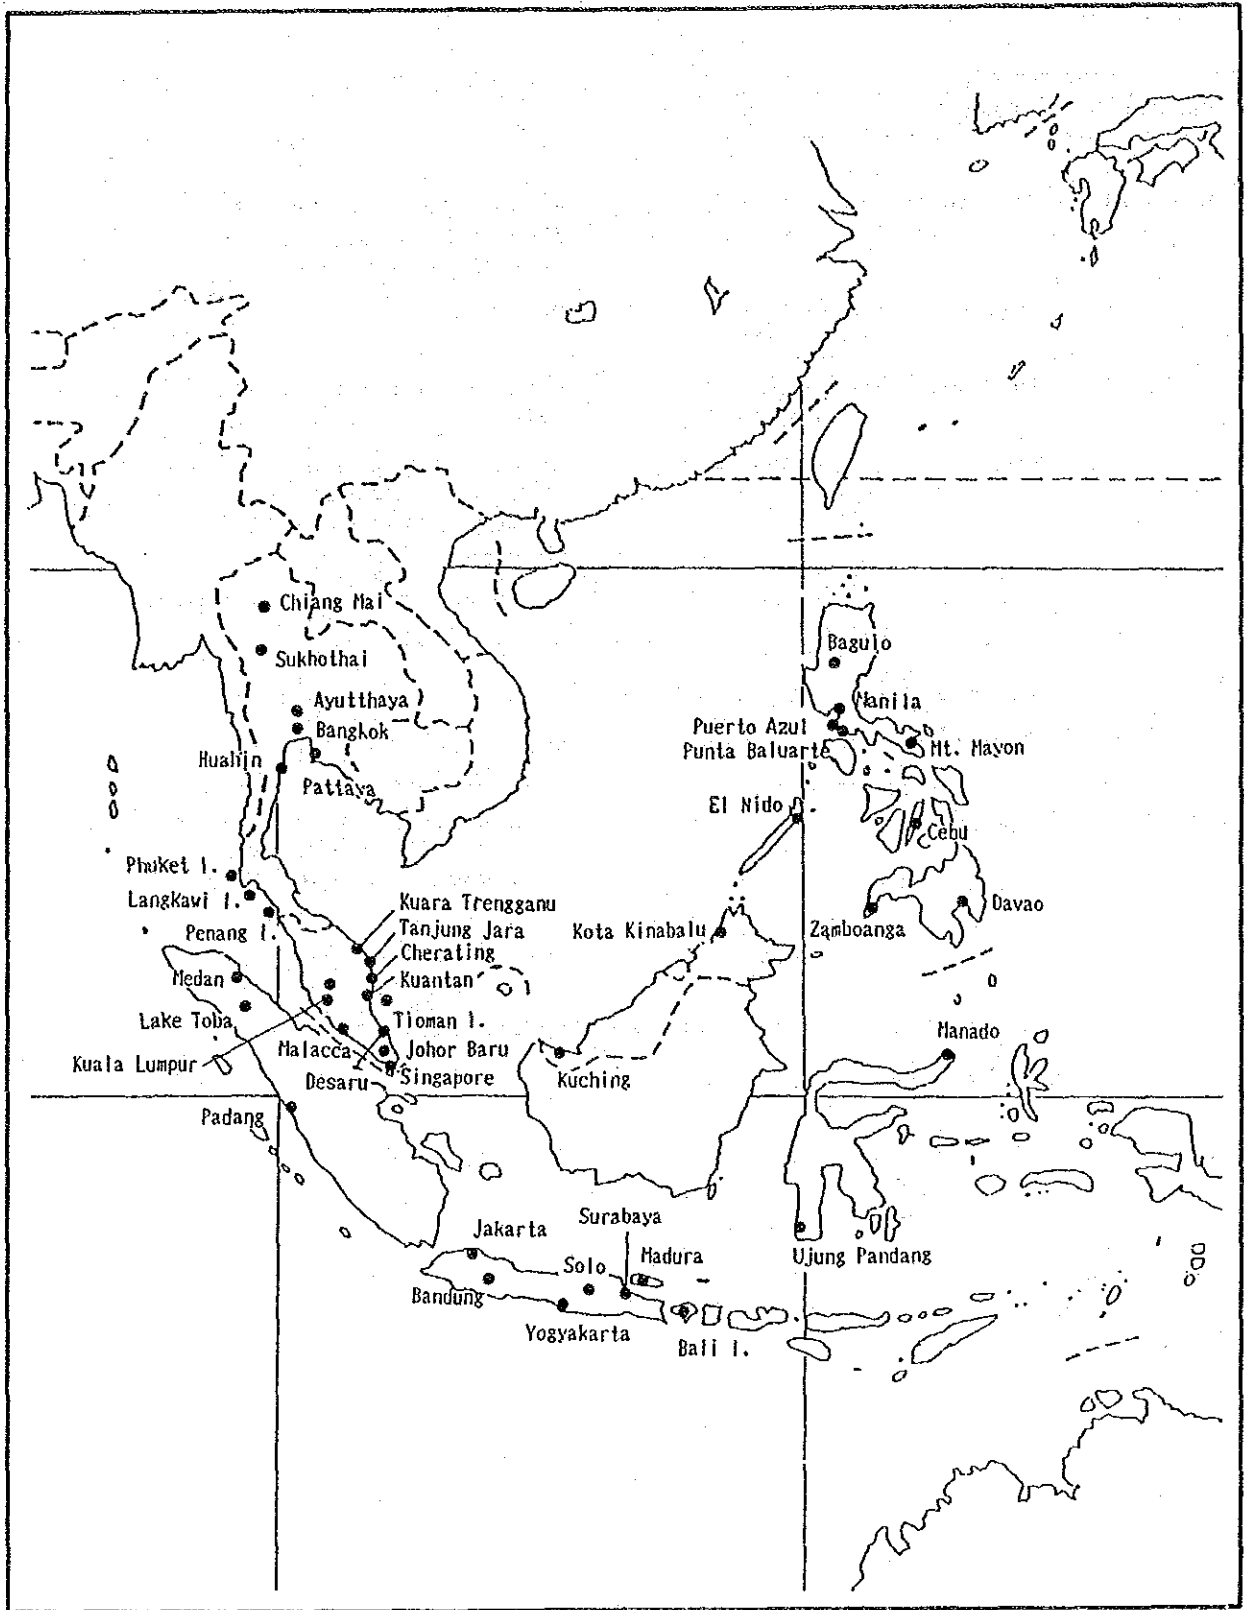 Chiang Mai
Sukhothai
Bagulo
Ayutthaya
Manila
Bangkok
Puerto Azul
Punta Baluarte
Mt. Mayon
Huahin
Pattaya
El Nido
Cebu
Phuket I.
Langkawi I.
Kuara Trengganu
Davao
Penang I.
Tanjung Jara
Kota Kinabalu
Zamboanga
Cherating
Medan
Kuantan
Lake Toba
Tioman I.
Manado
Malacca
Johor Baru
Kuala Lumpur
Desaru
Singapore
Kuching
Padang
Surabaya
Jakarta
Madura
Ujung Pandang
Solo
Bandung
Yogyakarta
Bali I.